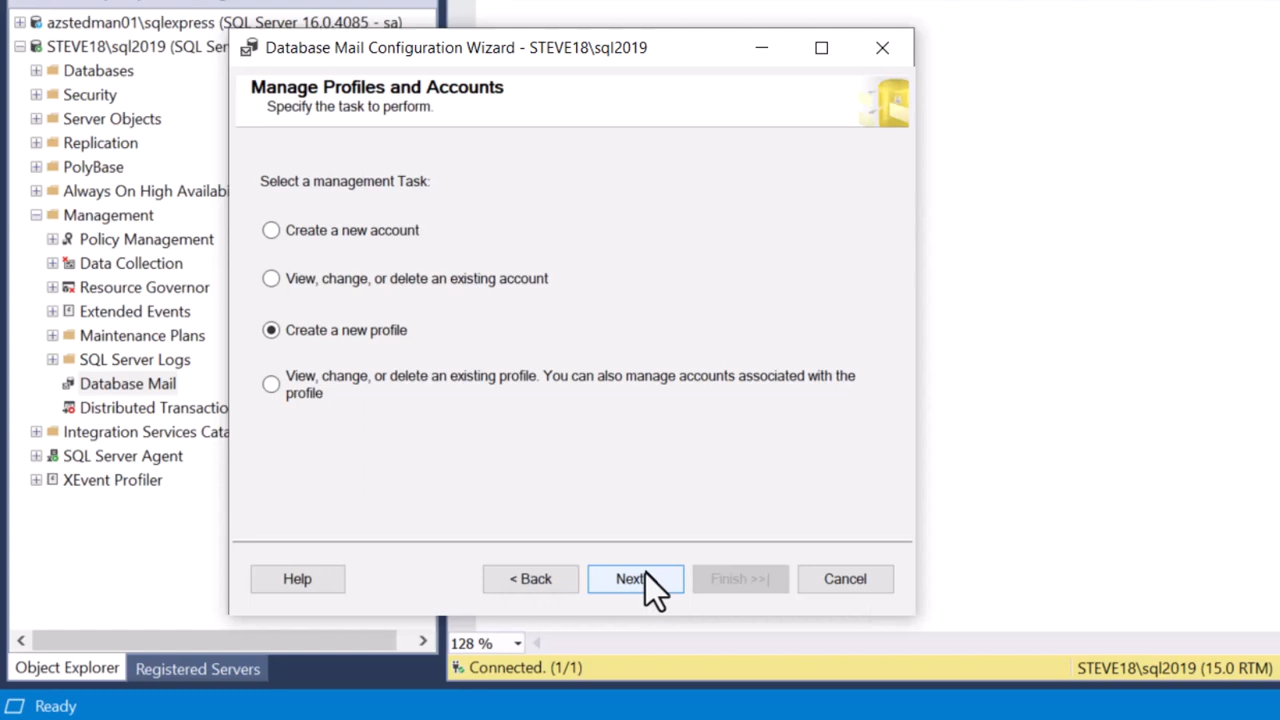 azstedman01\sqlexpress (SQL Server 16.0.4085 - sa)
STEVE18\sql2019 (SQL Ser
Databases
Security
Server Objects
Replication
PolyBase
Always On High Availabi
Management
Policy Management
Data Collection
Resource Governor
Extended Events
Maintenance Plans
SQL Server Logs
Database Mail
Distributed Transactio
Integration Services Cata
SQL Server Agent
XEvent Profiler
Object Explorer
Registered Servers
Database Mail Configuration Wizard - STEVE18\sql2019
Manage Profiles and Accounts
Specify the task to perform.
Select a management Task:
Create a new account
View, change, or delete an existing account
Create a new profile
View, change, or delete an existing profile. You can also manage accounts associated with the
profile
Help
< Back
Next
Finish >>|
Cancel
128 %
Connected. (1/1)
STEVE18\sql2019 (15.0 RTM)
Ready